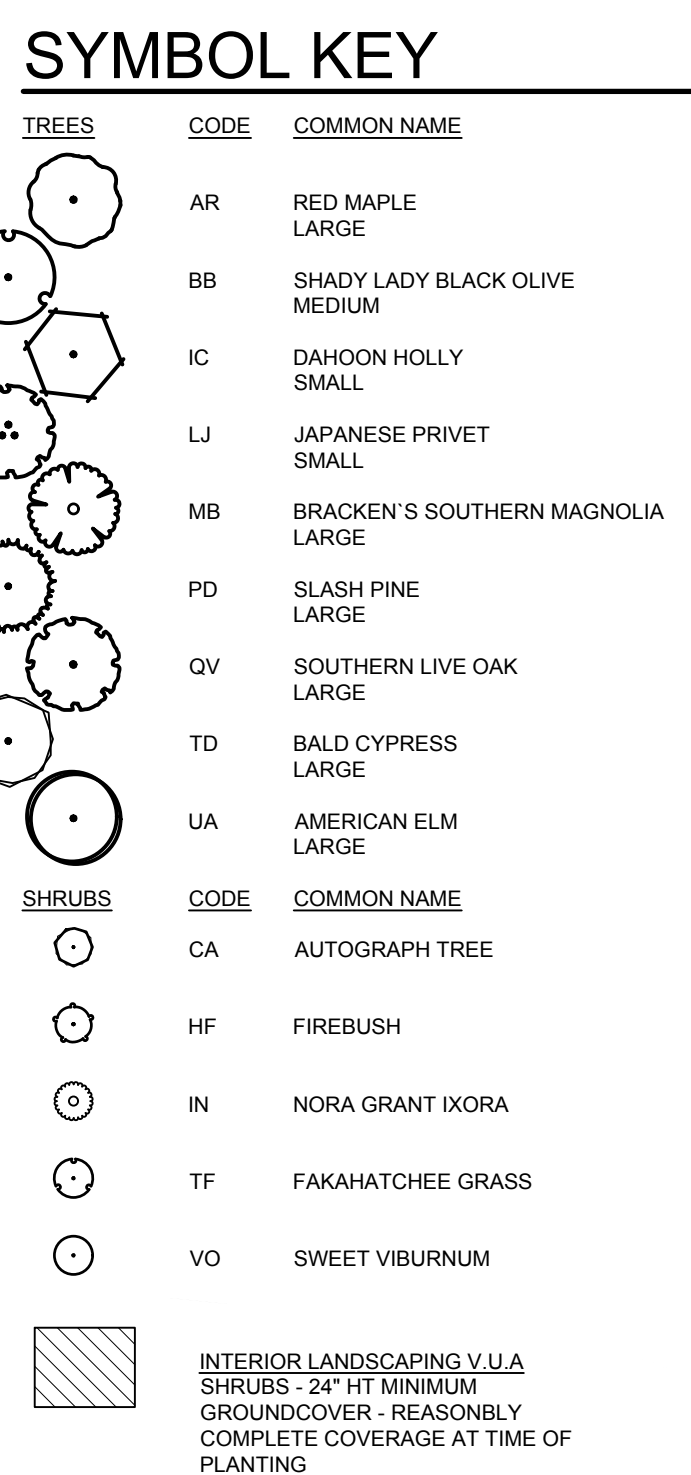 SYMBOL KEY
TREES CODE COMMON NAME
AR RED MAPLE
LARGE
BB SHADY LADY BLACK OLIVE
MEDIUM
IC DAHOON HOLLY
SMALL
LJ JAPANESE PRIVET
SMALL
MB BRACKEN`S SOUTHERN MAGNOLIA
LARGE
PD SLASH PINE
LARGE
QV SOUTHERN LIVE OAK
LARGE
TD BALD CYPRESS
LARGE
UA AMERICAN ELM
LARGE
SHRUBS CODE COMMON NAME
CA AUTOGRAPH TREE
HF FIREBUSH
IN NORA GRANT IXORA
TF FAKAHATCHEE GRASS
VO SWEET VIBURNUM
INTERIOR LANDSCAPING V.U.A
SHRUBS - 24" HT MINIMUM
GROUNDCOVER - REASONBLY
COMPLETE COVERAGE AT TIME OF
PLANTING